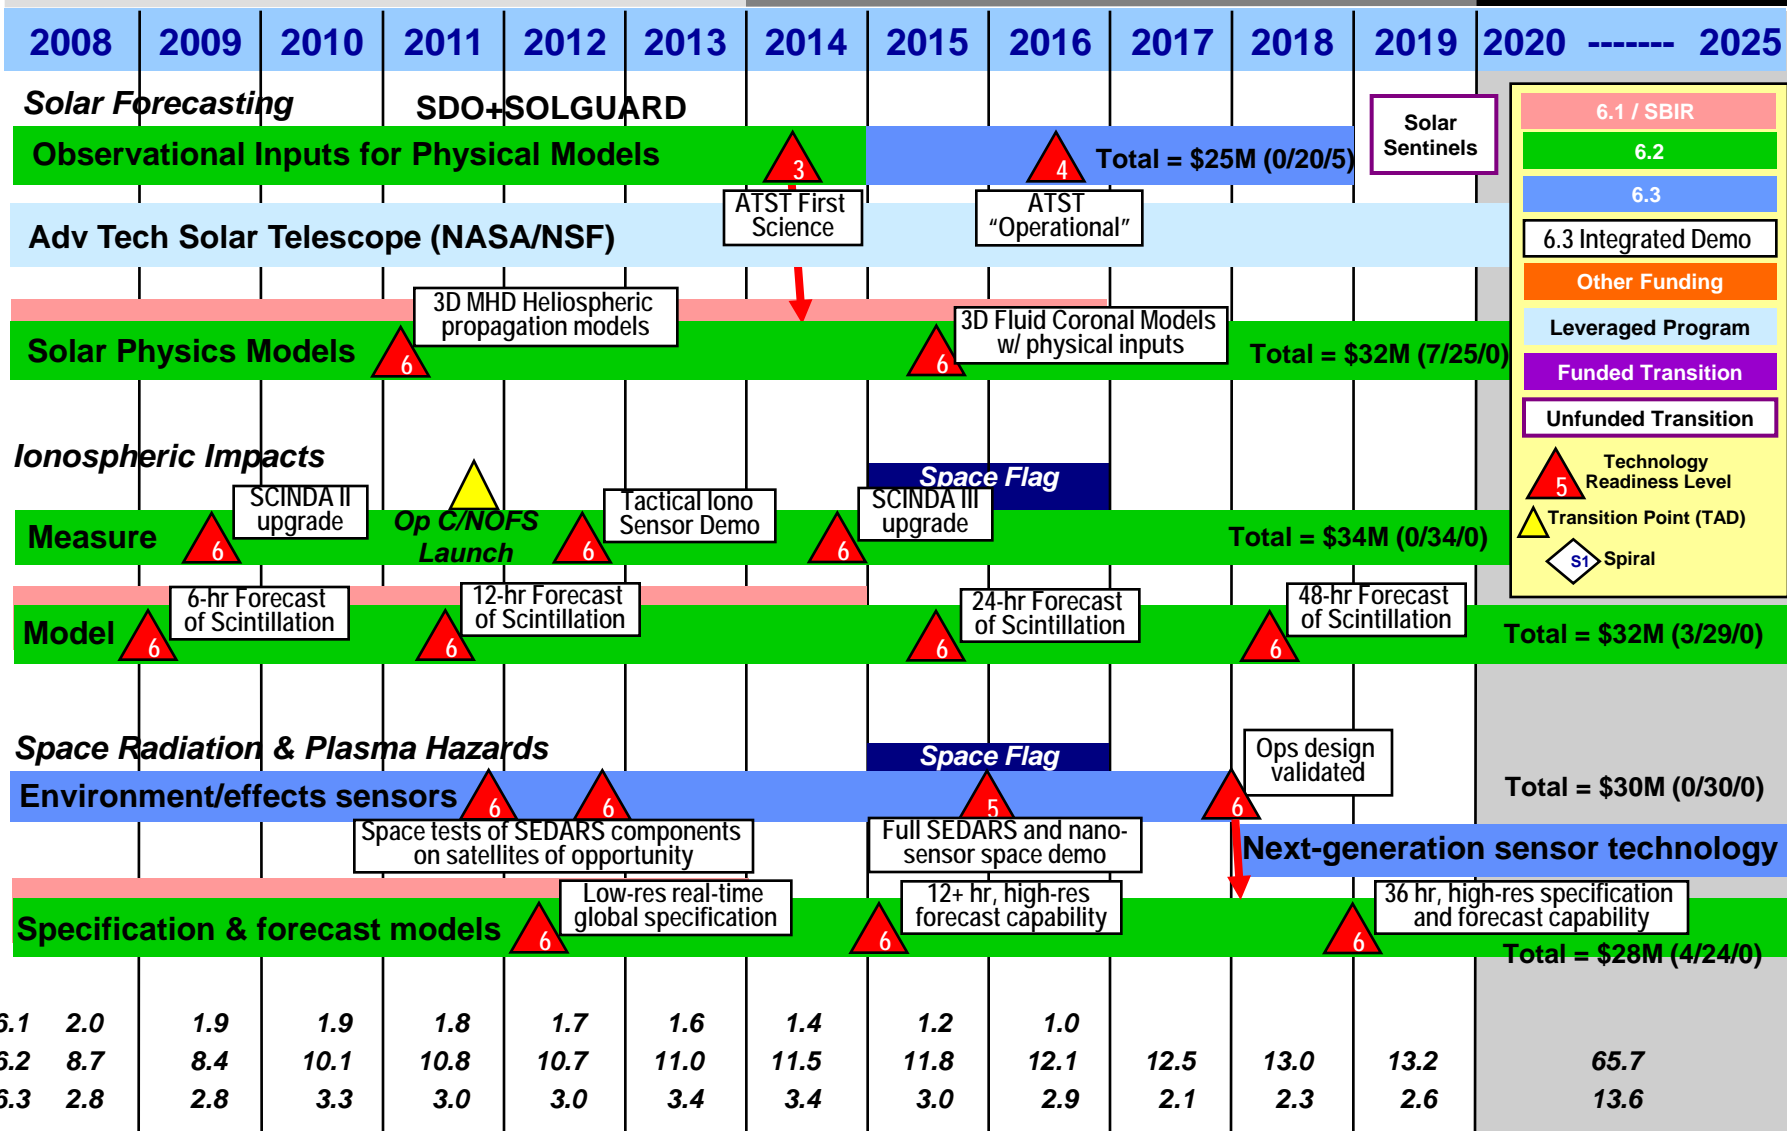 2008 2009 2010 2011 2012 2013 2014 2015 2016 2017 2018 2019 2020 ------- 2025
Solar Forecasting
SDO+SOLGUARD
Observational Inputs for Physical Models
3
4
Total = $25M (0/20/5)
Solar
Sentinels
ATST First
Science
ATST
“Operational”
Adv Tech Solar Telescope (NASA/NSF)
3D MHD Heliospheric
propagation models
3D Fluid Coronal Models
w/ physical inputs
Solar Physics Models
6
6
Total = $32M (7/25/0)
6.1 / SBIR
6.2
6.3
6.3 Integrated Demo
Other Funding
Leveraged Program
Funded Transition
Unfunded Transition
5
Technology
Readiness Level
Transition Point (TAD)
S1
Spiral
Ionospheric Impacts
Space Flag
SCINDA II
upgrade
Tactical Iono
Sensor Demo
SCINDA III
upgrade
Op C/NOFS
Launch
Measure
6
6
6
Total = $34M (0/34/0)
6-hr Forecast
of Scintillation
12-hr Forecast
of Scintillation
24-hr Forecast
of Scintillation
48-hr Forecast
of Scintillation
Model
6
6
6
6
Total = $32M (3/29/0)
Space Radiation & Plasma Hazards
Space Flag
Ops design
validated
Environment/effects sensors
6
6
5
6
Total = $30M (0/30/0)
Space tests of SEDARS components
on satellites of opportunity
Full SEDARS and nano-
sensor space demo
Next-generation sensor technology
Low-res real-time
global specification
12+ hr, high-res
forecast capability
36 hr, high-res specification
and forecast capability
Specification & forecast models
6
6
6
Total = $28M (4/24/0)
6.1 2.0 1.9 1.9 1.8 1.7 1.6 1.4 1.2 1.0
6.2 8.7 8.4 10.1 10.8 10.7 11.0 11.5 11.8 12.1 12.5 13.0 13.2 65.7
6.3 2.8 2.8 3.3 3.0 3.0 3.4 3.4 3.0 2.9 2.1 2.3 2.6 13.6